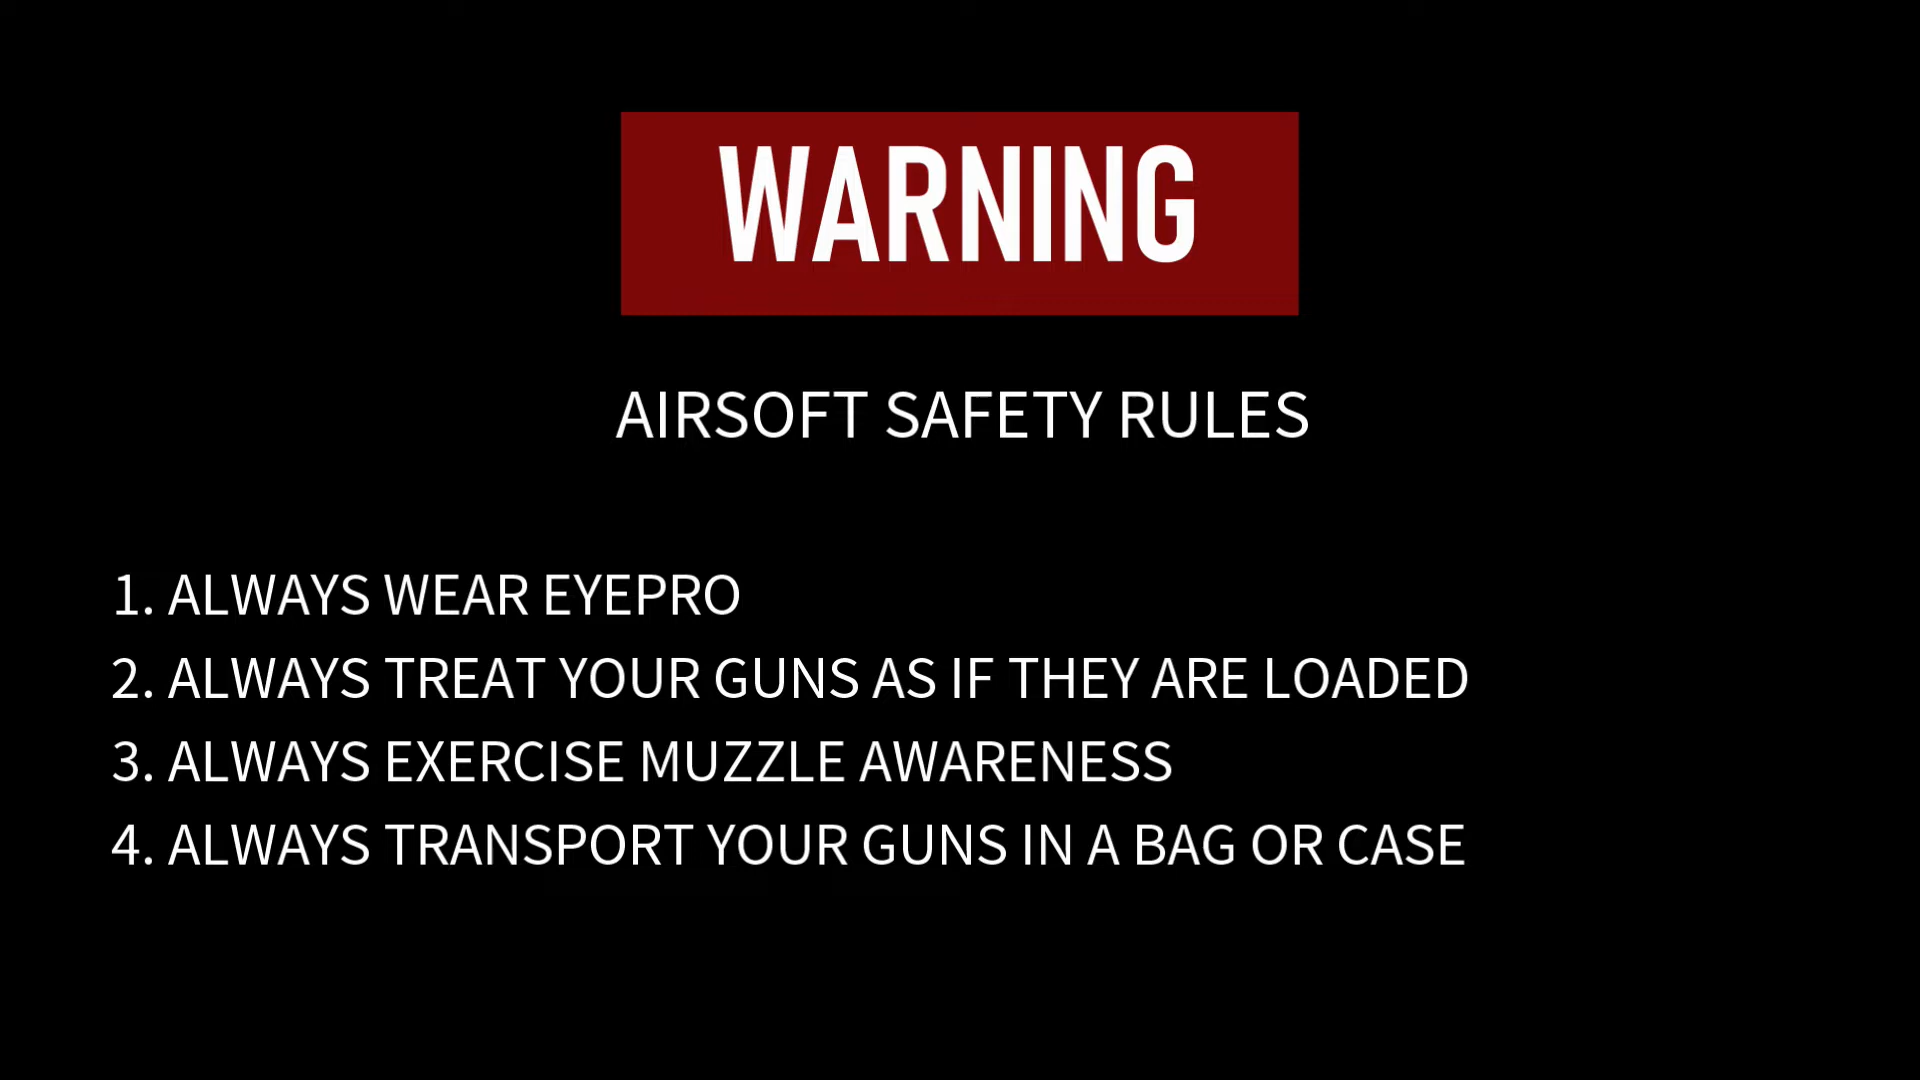 WARNING
AIRSOFT SAFETY RULES
1. ALWAYS WEAR EYEPRO
2. ALWAYS TREAT YOUR GUNS AS IF THEY ARE LOADED
3. ALWAYS EXERCISE MUZZLE AWARENESS
4. ALWAYS TRANSPORT YOUR GUNS IN A BAG OR CASE